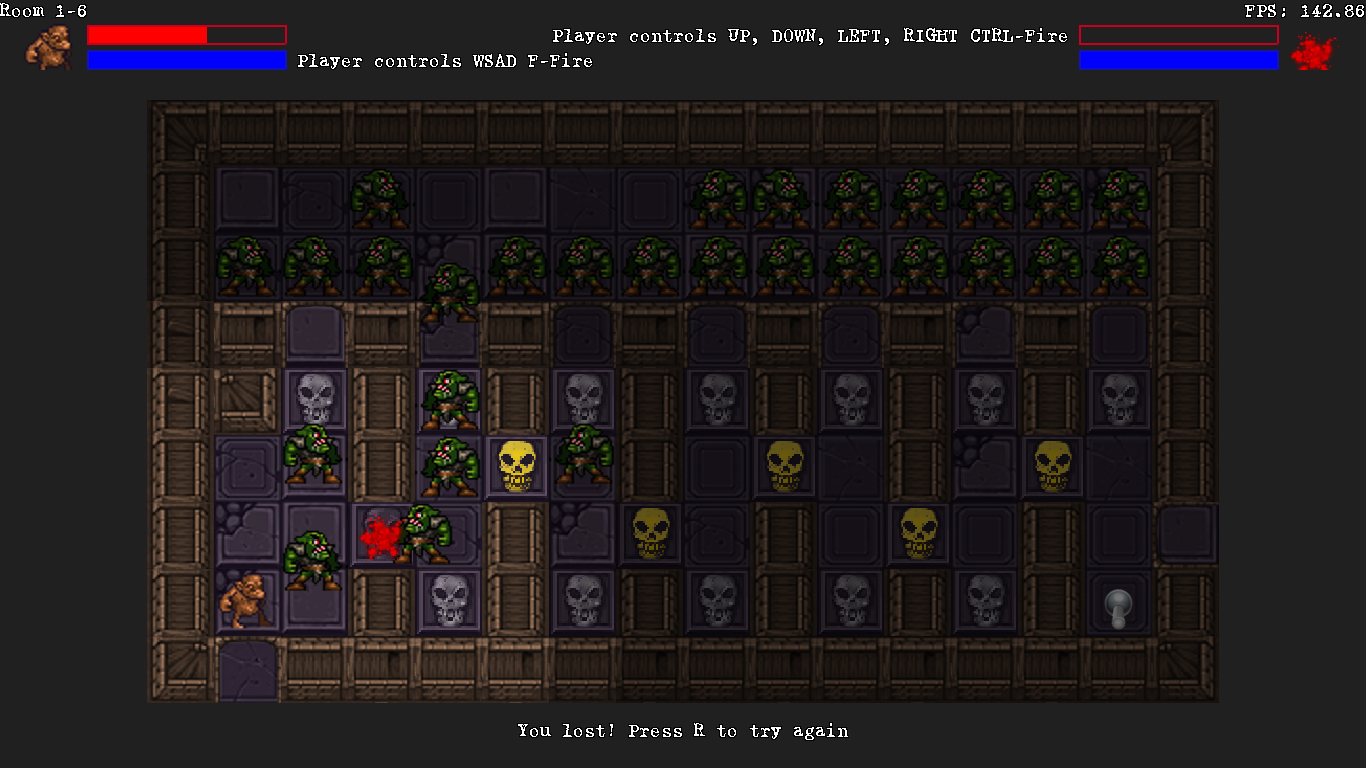 Room 1-6
FPS: 142.86
Player controls UP, DOWN, LEFT, RIGHT CTRL-Fire
Player controls WSAD F-Fire
You lost! Press R to try again